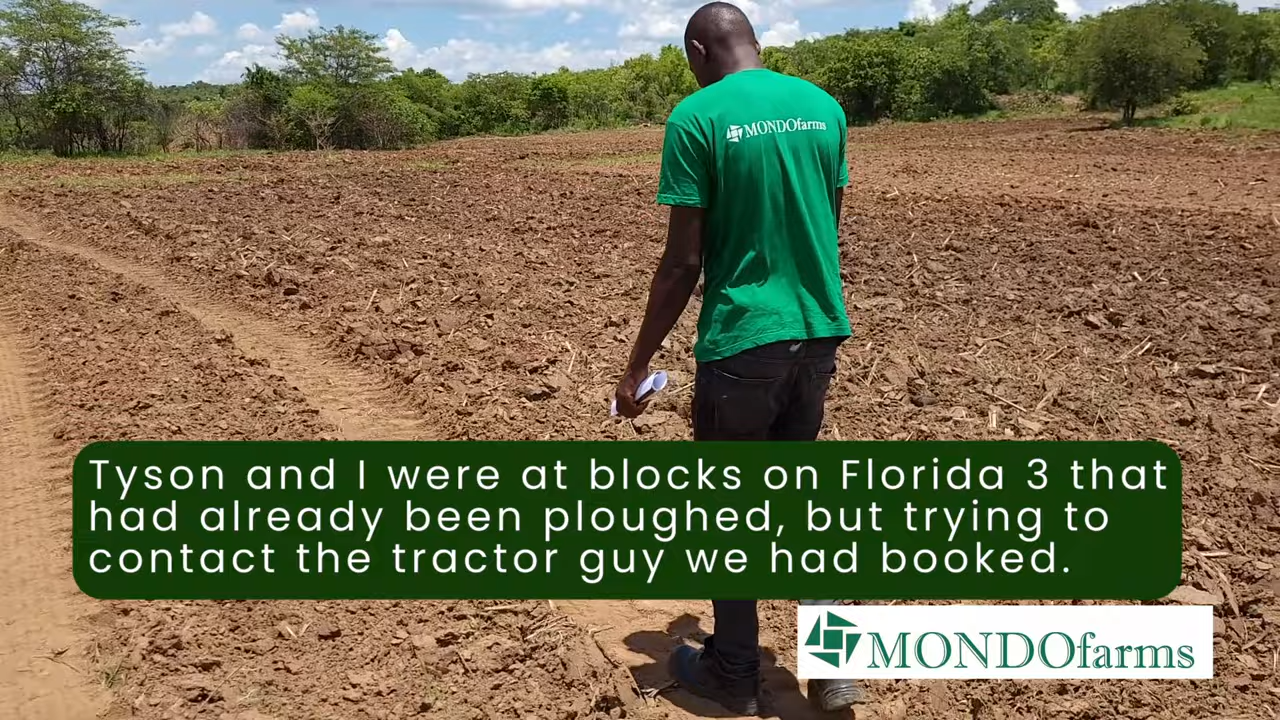 MONDOfarms
Tyson and I were at blocks on Florida 3 that
had already been ploughed, but trying to
contact the tractor guy we had booked.
MONDOfarms